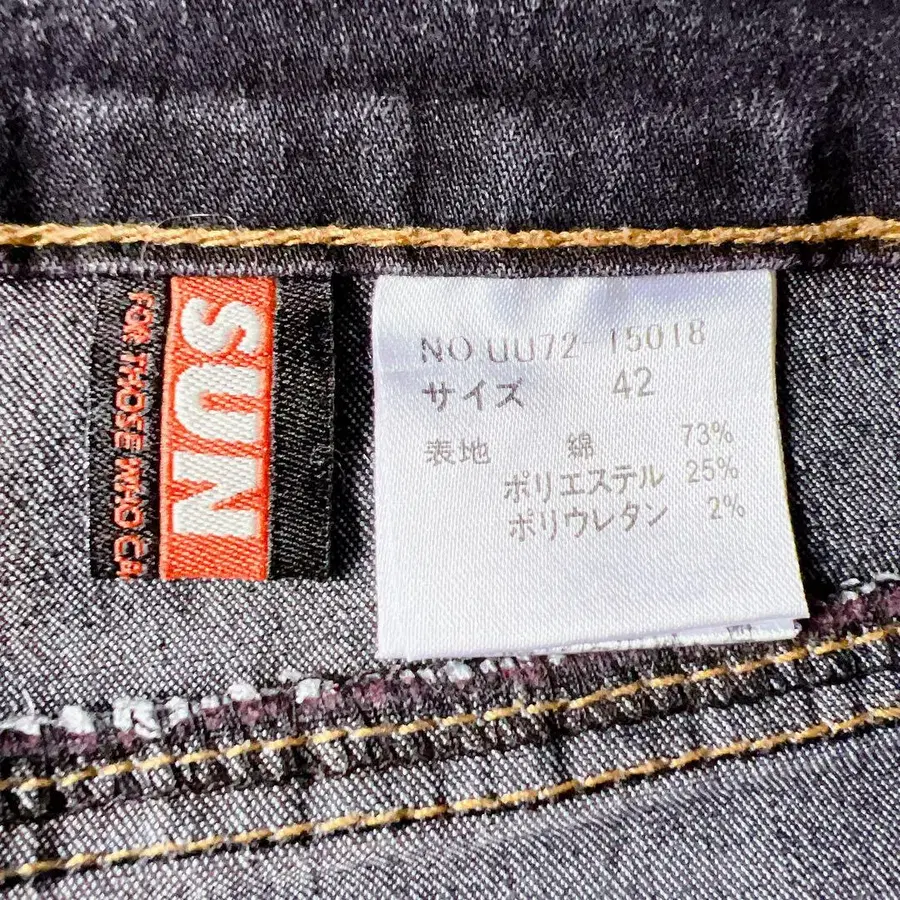 SUN
FOR THOSE WHO CA
NO UU72-15018
サイズ 42
表地 綿 73%
ポリエステル 25%
ポリウレタン 2%